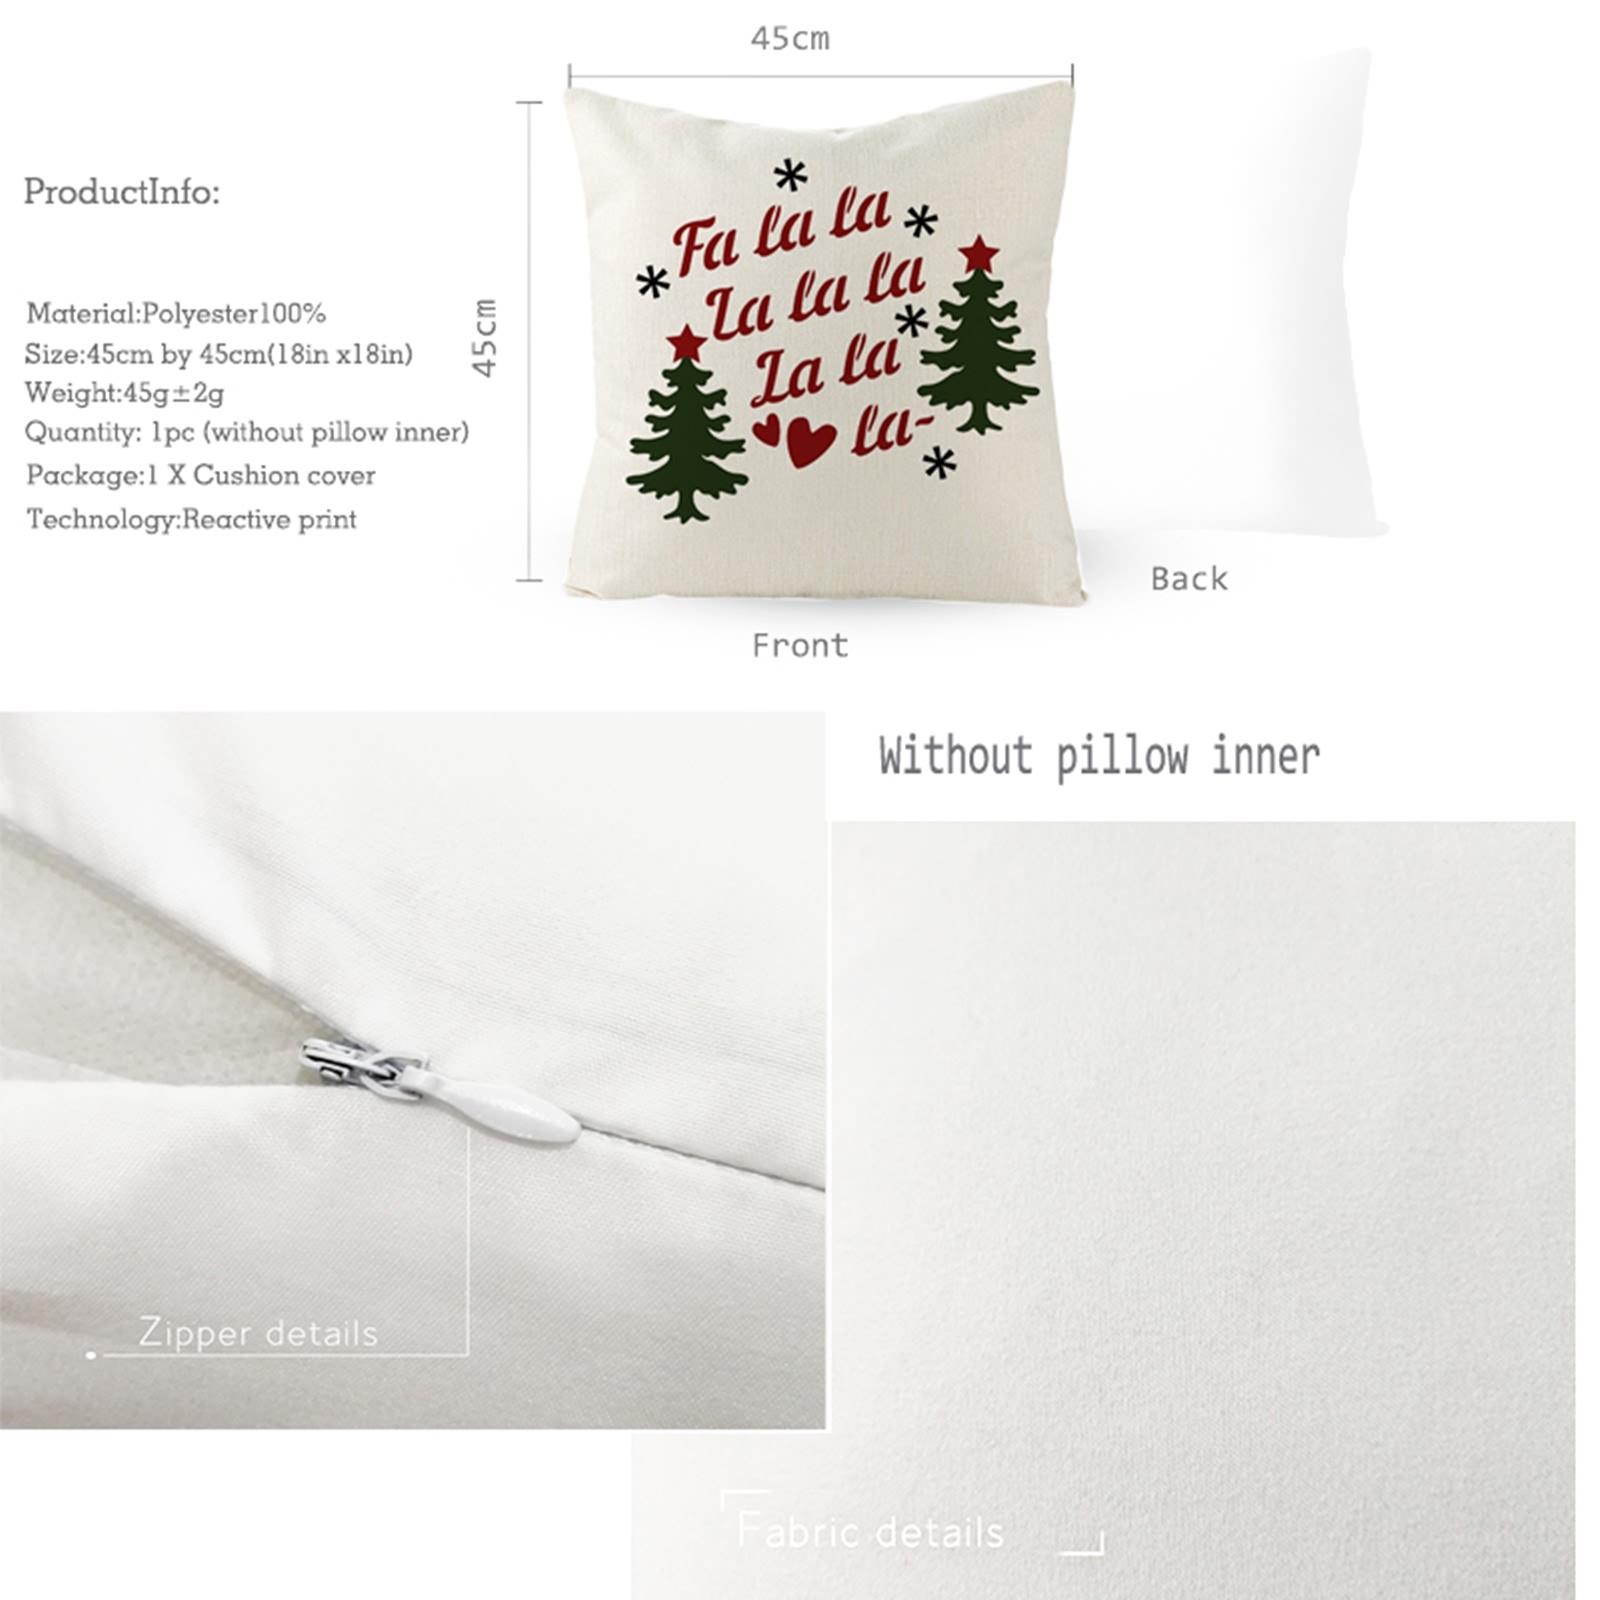 45cm
45cm
ProductInfo:
Material:Polyester100%
Size:45cm by 45cm(18in x18in)
Weight:45g±2g
Quantity: 1pc (without pillow inner)
Package:1 X Cushion cover
Technology:Reactive print
Fa la la
La la la
La la
la-
Back
Front
Without pillow inner
Zipper details
Fabric details